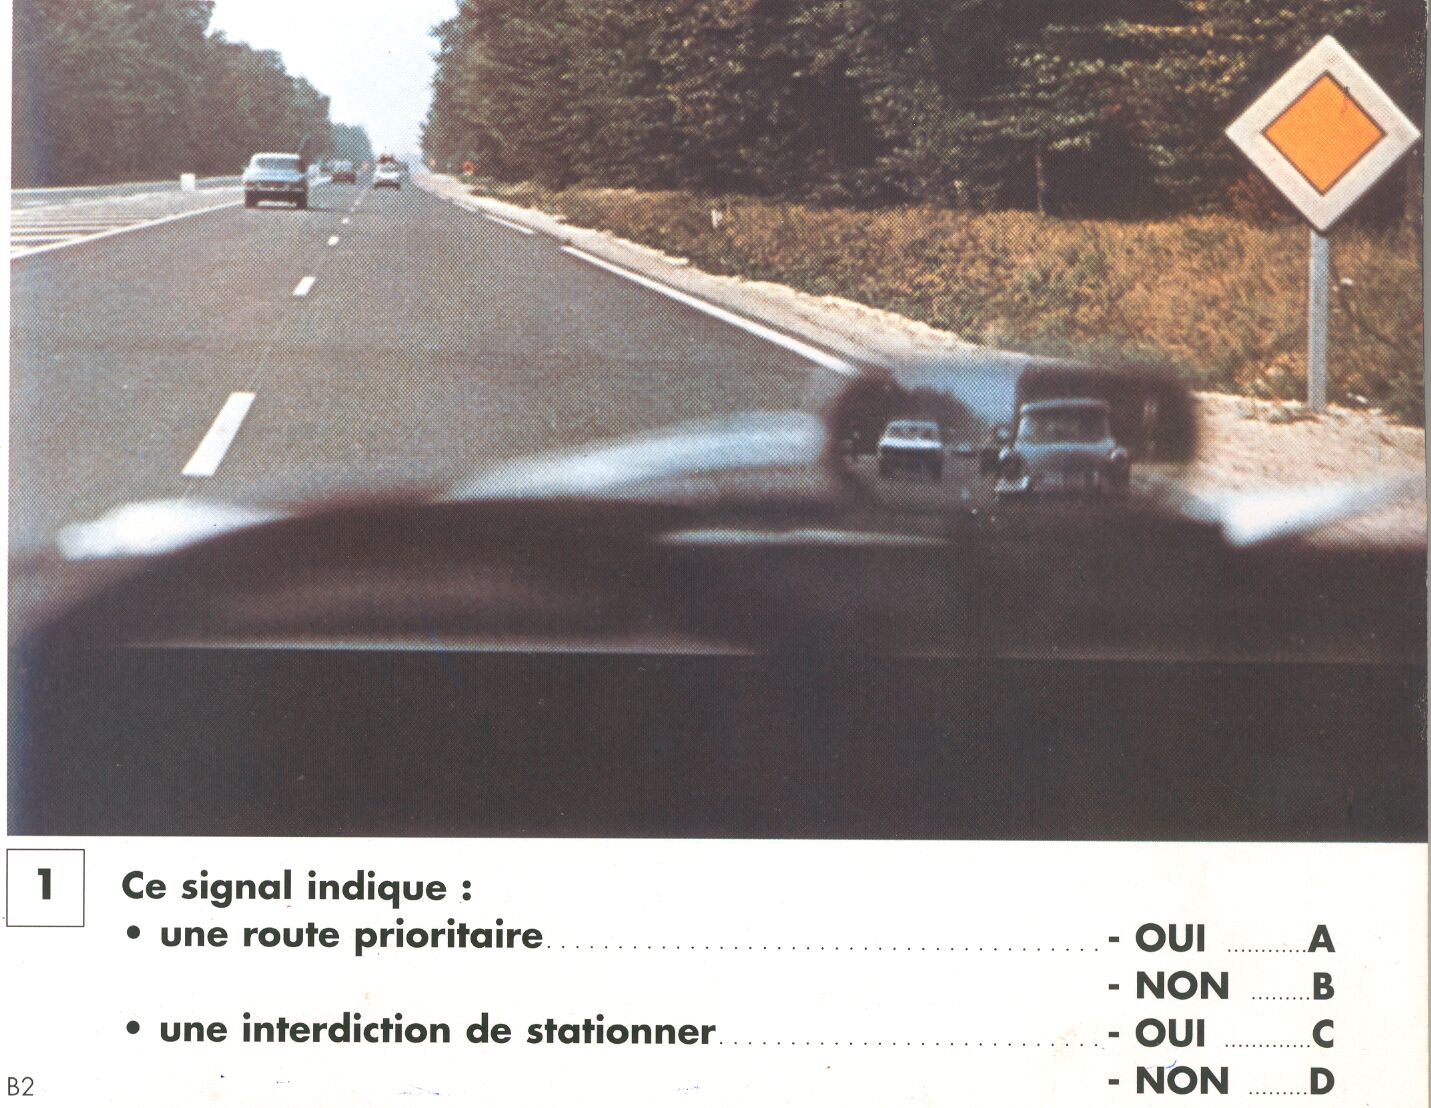 1 Ce signal indique :
• une route prioritaire - OUI ............A
- NON ..........B
• une interdiction de stationner - OUI ............C
B2 - NON ..........D